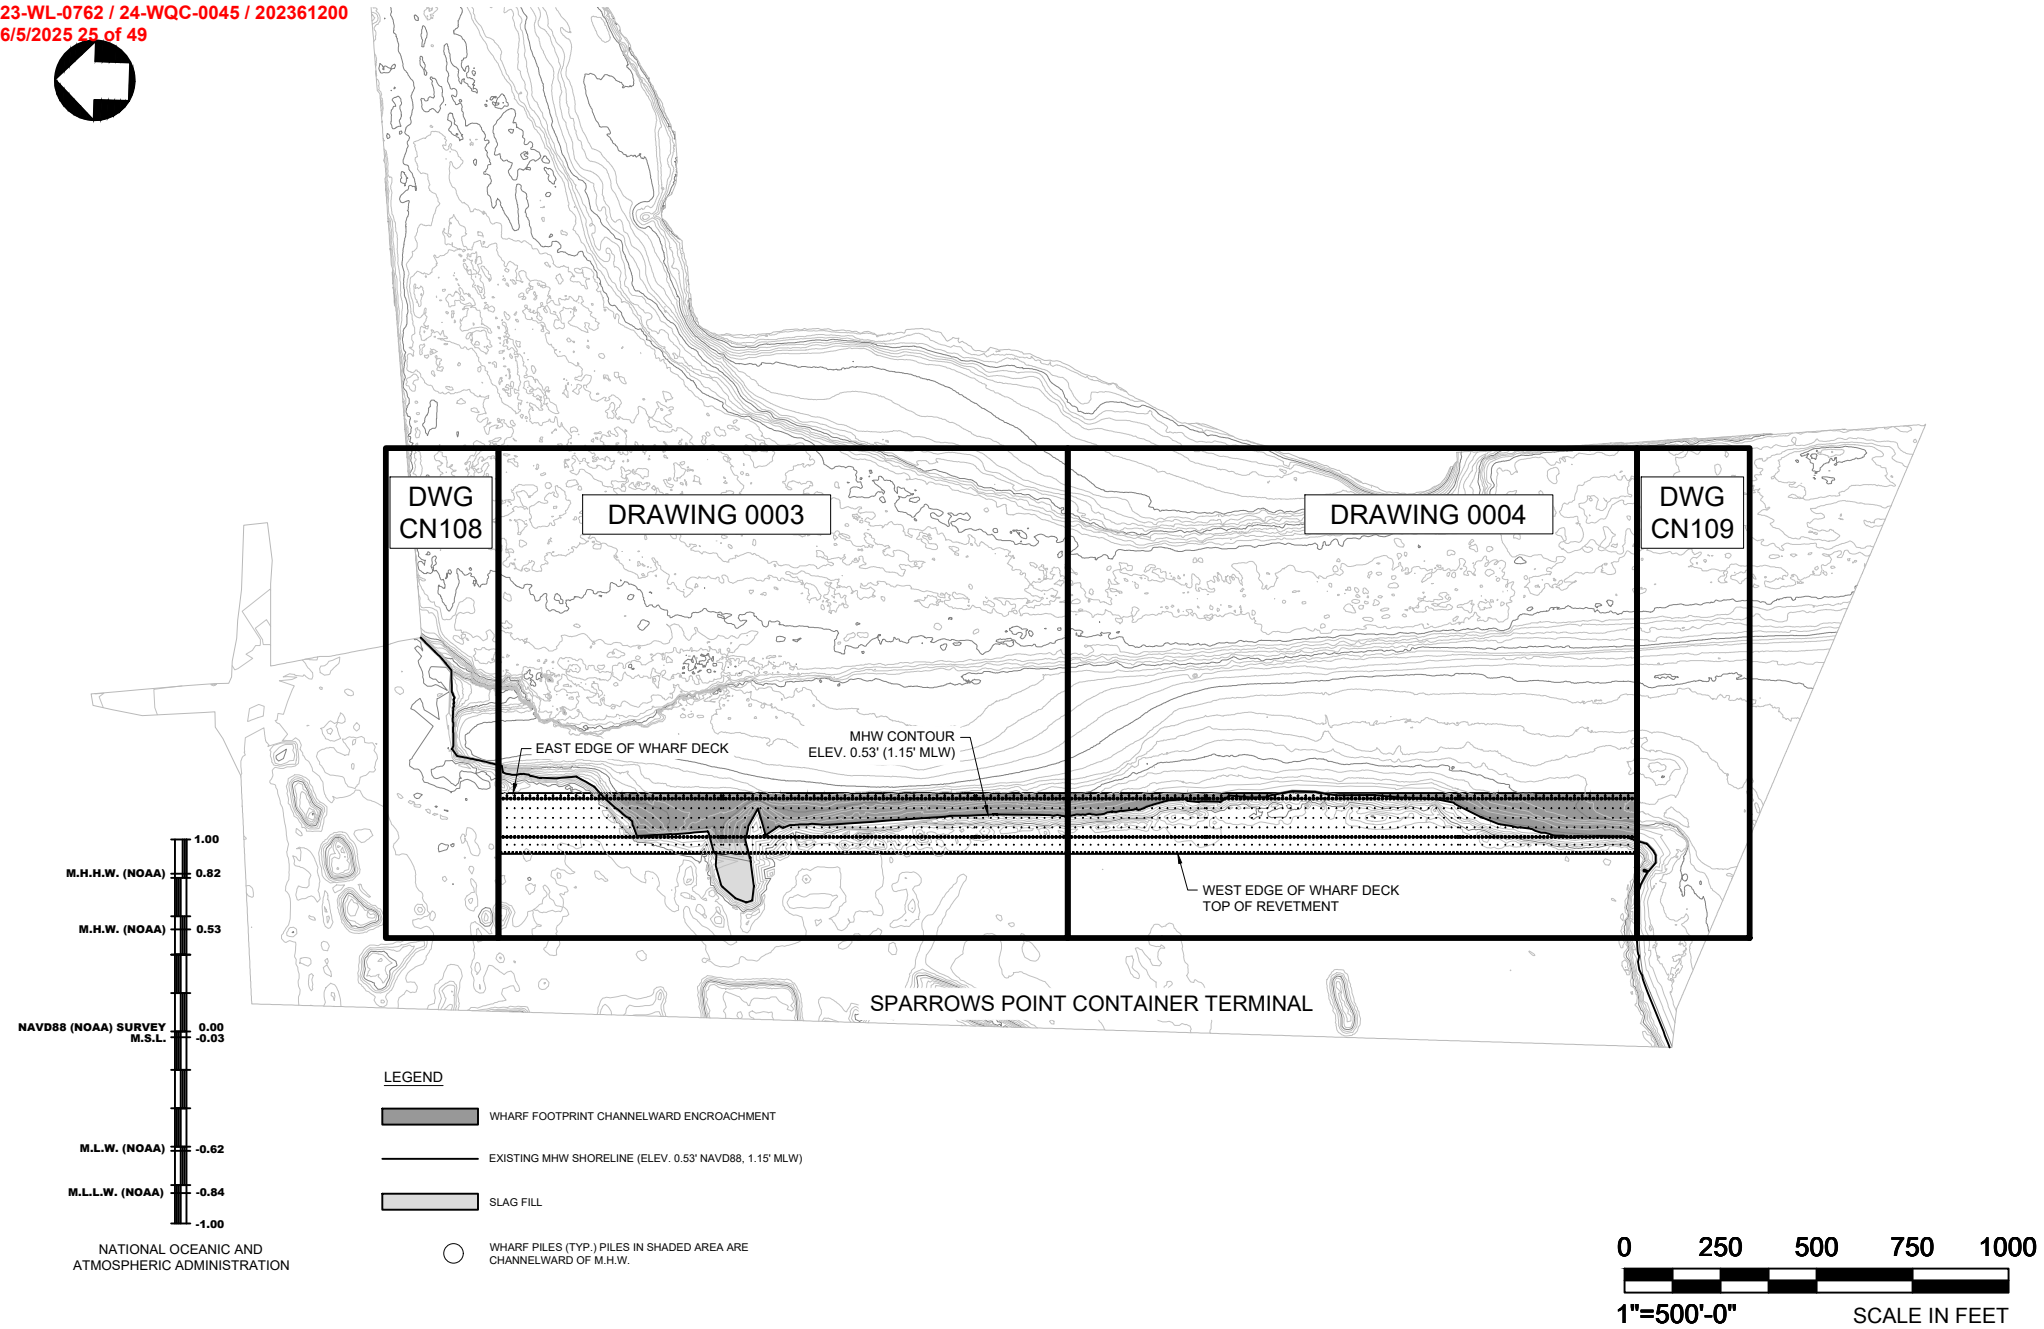 23-WL-0762 / 24-WQC-0045 / 202361200
6/5/2025 25 of 49
DWG
CN108
DRAWING 0003
DRAWING 0004
DWG
CN109
EAST EDGE OF WHARF DECK
MHW CONTOUR
ELEV. 0.53' (1.15' MLW)
WEST EDGE OF WHARF DECK
TOP OF REVETMENT
SPARROWS POINT CONTAINER TERMINAL
1.00
M.H.H.W. (NOAA) 0.82
M.H.W. (NOAA) 0.53
NAVD88 (NOAA) SURVEY 0.00
M.S.L. -0.03
M.L.W. (NOAA) -0.62
M.L.L.W. (NOAA) -0.84
-1.00
NATIONAL OCEANIC AND
ATMOSPHERIC ADMINISTRATION
LEGEND
WHARF FOOTPRINT CHANNELWARD ENCROACHMENT
EXISTING MHW SHORELINE (ELEV. 0.53' NAVD88, 1.15' MLW)
SLAG FILL
WHARF PILES (TYP.) PILES IN SHADED AREA ARE
CHANNELWARD OF M.H.W.
0 250 500 750 1000
1"=500'-0" SCALE IN FEET